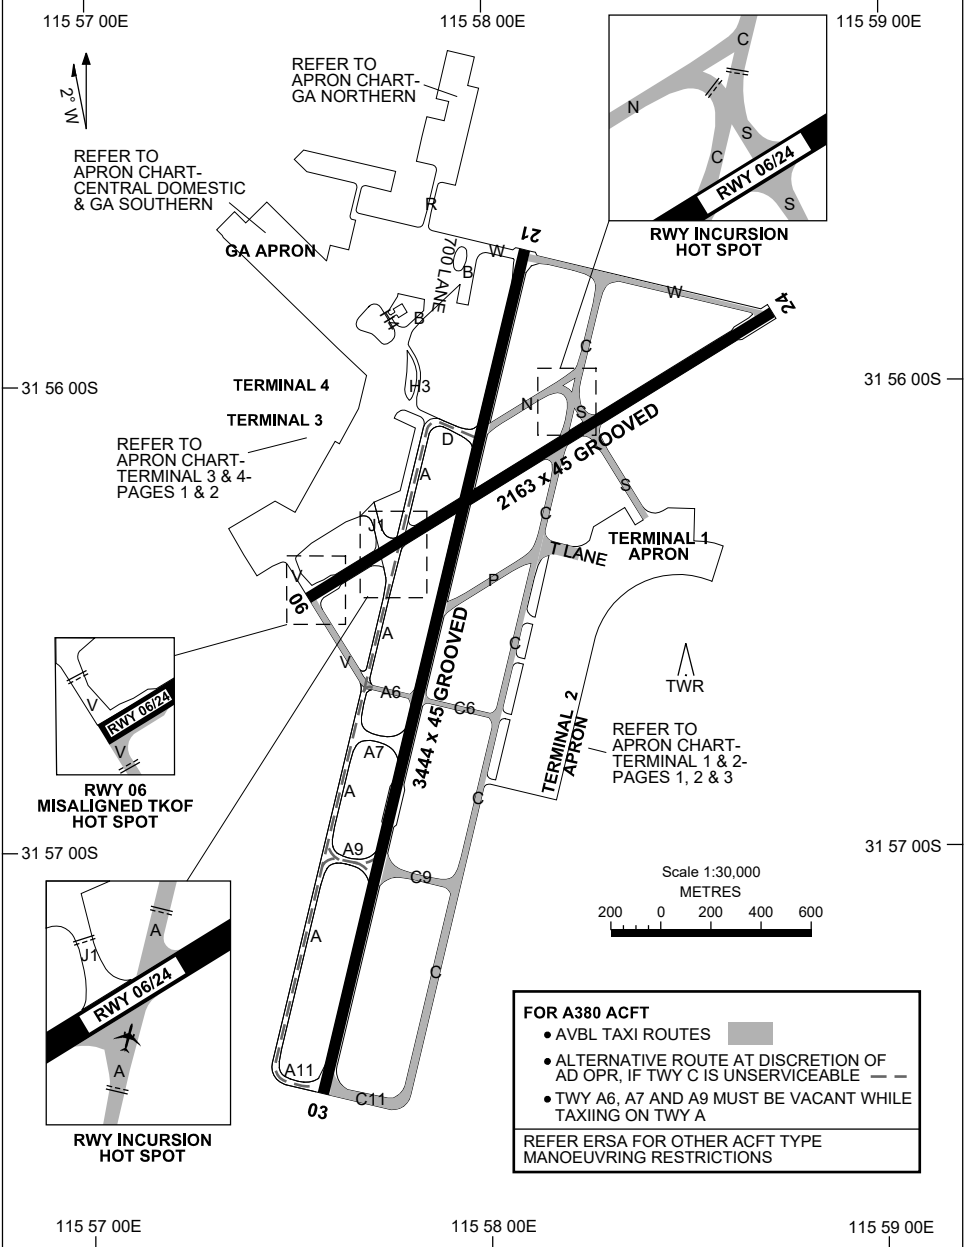 115 57 00E
115 58 00E
115 59 00E
2° W
REFER TO
APRON CHART-
GA NORTHERN
REFER TO
APRON CHART-
CENTRAL DOMESTIC
& GA SOUTHERN
C
N
S
C
RWY 06/24
S
RWY INCURSION
HOT SPOT
R
GA APRON
21
W
700 LANE
B
W
24
B
H4
C
31 56 00S
31 56 00S
TERMINAL 4
H3
TERMINAL 3
N
S
REFER TO
APRON CHART-
TERMINAL 3 & 4-
PAGES 1 & 2
D
A
2163 x 45 GROOVED
S
J1
C
TERMINAL 1
APRON
T LANE
V
P
06
A
C
V
3444 x 45 GROOVED
TWR
A6
C6
V
RWY 06/24
V
RWY 06
MISALIGNED TKOF
HOT SPOT
TERMINAL 2
APRON
REFER TO
APRON CHART-
TERMINAL 1 & 2-
PAGES 1, 2 & 3
A7
A
C
31 57 00S
31 57 00S
A9
C9
Scale 1:30,000
METRES
200 0 200 400 600
A
A
J1
RWY 06/24
A
RWY INCURSION
HOT SPOT
C
A11
C11
03
FOR A380 ACFT
• AVBL TAXI ROUTES
• ALTERNATIVE ROUTE AT DISCRETION OF
AD OPR, IF TWY C IS UNSERVICEABLE
• TWY A6, A7 AND A9 MUST BE VACANT WHILE
TAXIING ON TWY A
REFER ERSA FOR OTHER ACFT TYPE
MANOEUVRING RESTRICTIONS
115 57 00E
115 58 00E
115 59 00E